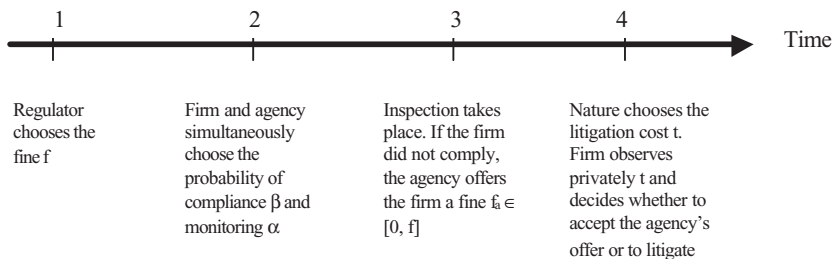 1
2
3
4
Time
Regulator
chooses the
fine f
Firm and agency
simultaneously
choose the
probability of
compliance β and
monitoring α
Inspection takes
place. If the firm
did not comply,
the agency offers
the firm a fine fa ∈
[0, f]
Nature chooses the
litigation cost t.
Firm observes
privately t and
decides whether to
accept the agency’s
offer or to litigate